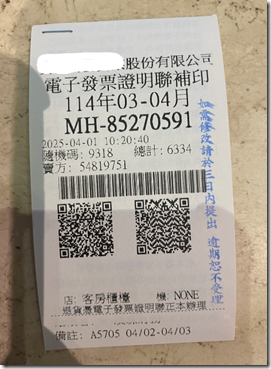 股份有限公司
電子發票證明聯補印
114年03-04月
MH-85270591
2025-04-01 10:20:40
隨機碼: 9318 總計: 6334
賣方: 54819751
如需修改請於三日內提出 逾期恕不受理
店: 客房櫃檯 機: NONE
退貨憑電子發票證明聯正本辦理
備註: A5705 04/02-04/03